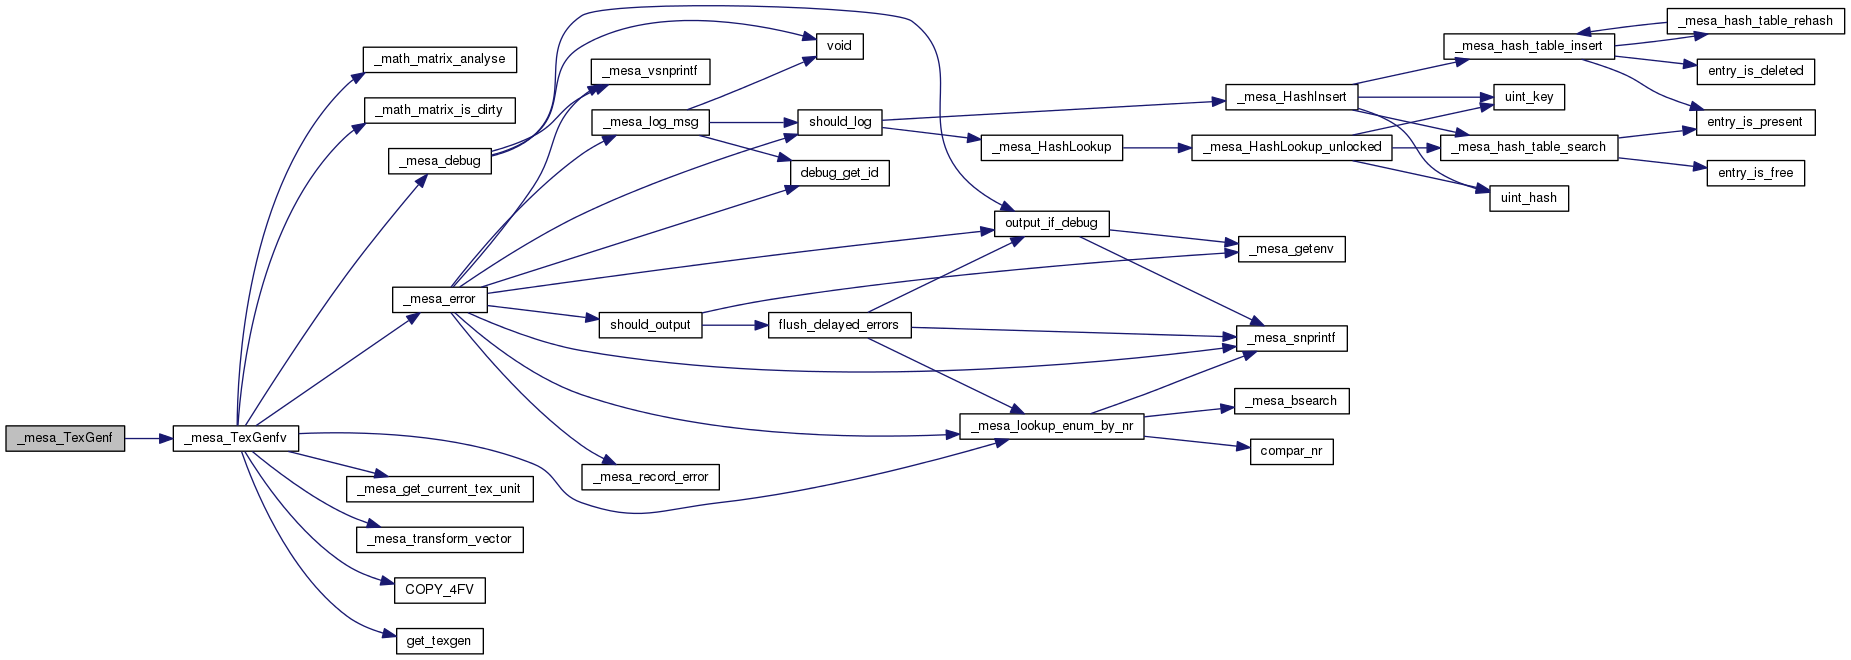 _mesa_TexGenf
_mesa_TexGenfv
_math_matrix_analyse
_math_matrix_is_dirty
_mesa_debug
_mesa_error
_mesa_get_current_tex_unit
_mesa_transform_vector
COPY_4FV
get_texgen
_mesa_vsnprintf
_mesa_log_msg
should_output
_mesa_record_error
void
should_log
debug_get_id
flush_delayed_errors
output_if_debug
_mesa_HashLookup
_mesa_lookup_enum_by_nr
_mesa_HashInsert
_mesa_HashLookup_unlocked
_mesa_getenv
_mesa_snprintf
_mesa_bsearch
compar_nr
_mesa_hash_table_insert
uint_key
_mesa_hash_table_search
uint_hash
_mesa_hash_table_rehash
entry_is_deleted
entry_is_present
entry_is_free